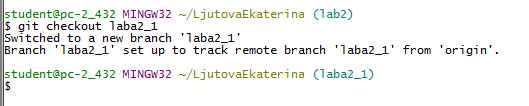 student@pc-2_432 MINGW32 ~/LjutovaEkaterina (lab2)
$ git checkout laba2_1
Switched to a new branch 'laba2_1'
Branch 'laba2_1' set up to track remote branch 'laba2_1' from 'origin'.
student@pc-2_432 MINGW32 ~/LjutovaEkaterina (laba2_1)
$